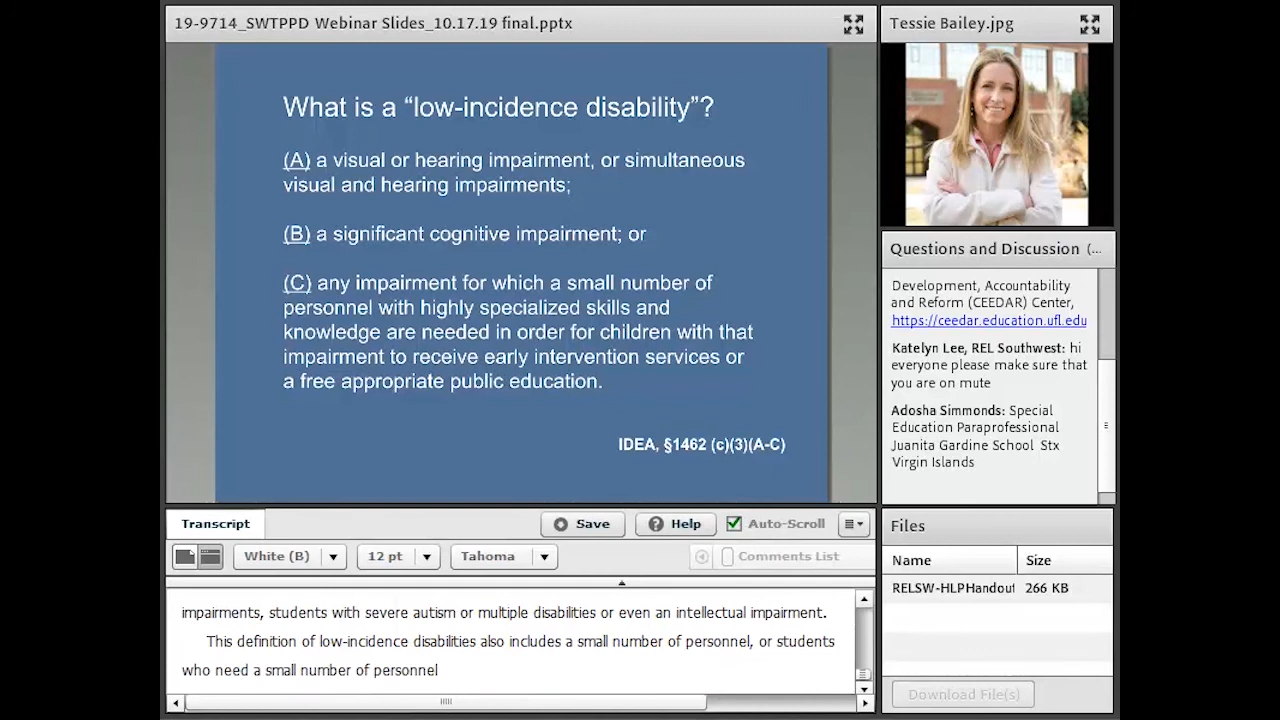 19-9714_SWTPPD Webinar Slides_10.17.19 final.pptx
What is a “low-incidence disability”?
(A) a visual or hearing impairment, or simultaneous
visual and hearing impairments;
(B) a significant cognitive impairment; or
(C) any impairment for which a small number of
personnel with highly specialized skills and
knowledge are needed in order for children with that
impairment to receive early intervention services or
a free appropriate public education.
IDEA, §1462 (c)(3)(A-C)
Tessie Bailey.jpg
Questions and Discussion (...
Development, Accountability
and Reform (CEEDAR) Center,
https://ceedar.education.ufl.edu
Katelyn Lee, REL Southwest: hi
everyone please make sure that
you are on mute
Adosha Simmonds: Special
Education Paraprofessional
Juanita Gardine School Stx
Virgin Islands
Transcript
Save
Help
Auto-Scroll
White (B)
12 pt
Tahoma
Comments List
impairments, students with severe autism or multiple disabilities or even an intellectual impairment.
This definition of low-incidence disabilities also includes a small number of personnel, or students
who need a small number of personnel
Files
Name Size
RELSW-HLPHandout 266 KB
Download File(s)